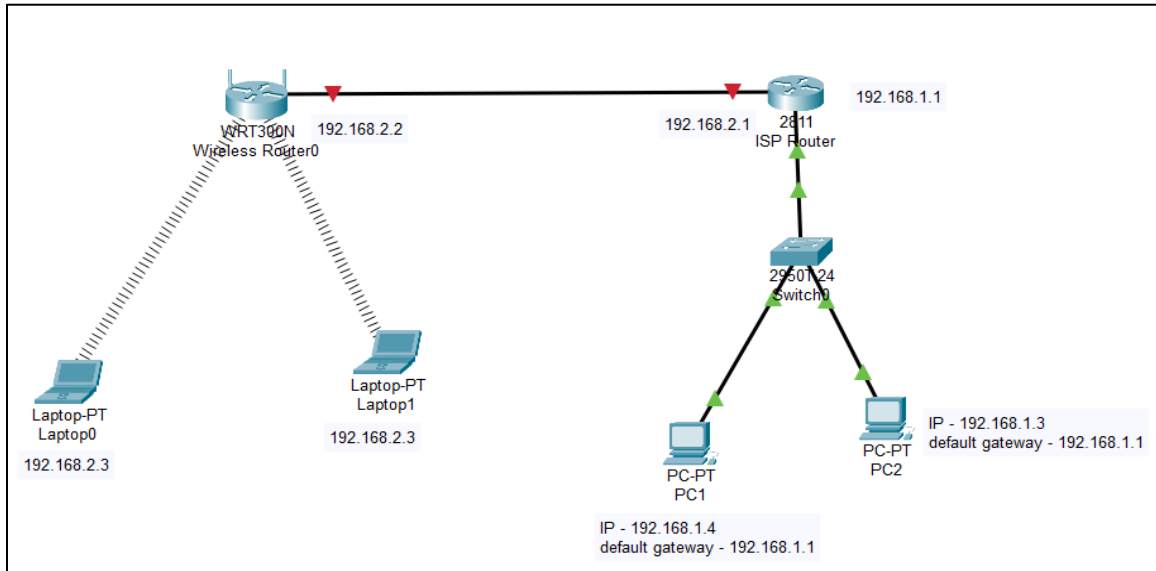 WRT300N
Wireless Router0
192.168.2.2
192.168.2.1
2811
ISP Router
192.168.1.1
2950T-24
Switch0
Laptop-PT
Laptop0
192.168.2.3
Laptop-PT
Laptop1
192.168.2.3
PC-PT
PC1
IP - 192.168.1.4
default gateway - 192.168.1.1
PC-PT
PC2
IP - 192.168.1.3
default gateway - 192.168.1.1